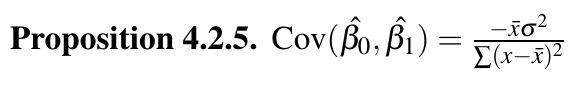 Proposition 4.2.5. Cov(β̂₀, β̂₁) = −x̄σ² / ∑(x−x̄)²